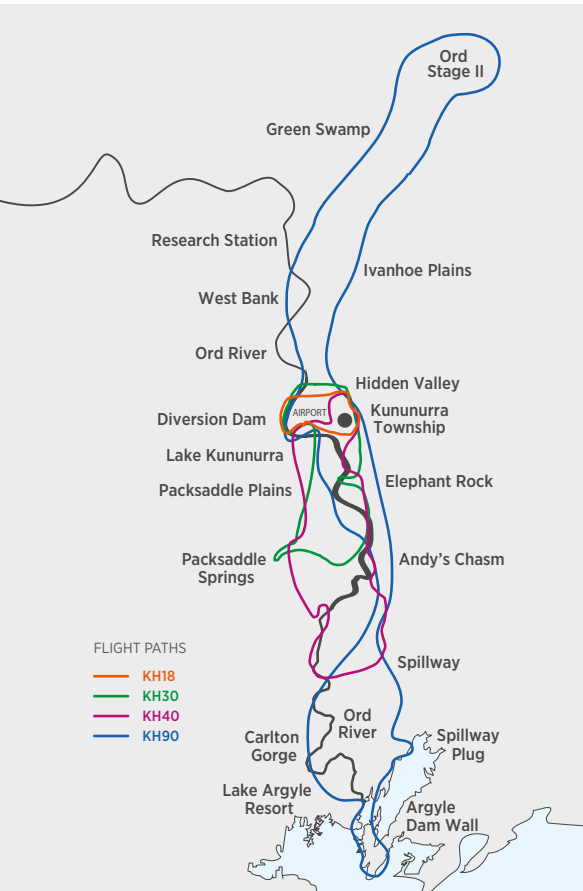 Ord
Stage II
Green Swamp
Research Station
Ivanhoe Plains
West Bank
Ord River
Hidden Valley
AIRPORT
Diversion Dam
Kununurra
Township
Lake Kununurra
Elephant Rock
Packsaddle Plains
Packsaddle
Springs
Andy's Chasm
FLIGHT PATHS
KH18
KH30
KH40
KH90
Spillway
Ord
River
Carlton
Gorge
Spillway
Plug
Lake Argyle
Resort
Argyle
Dam Wall